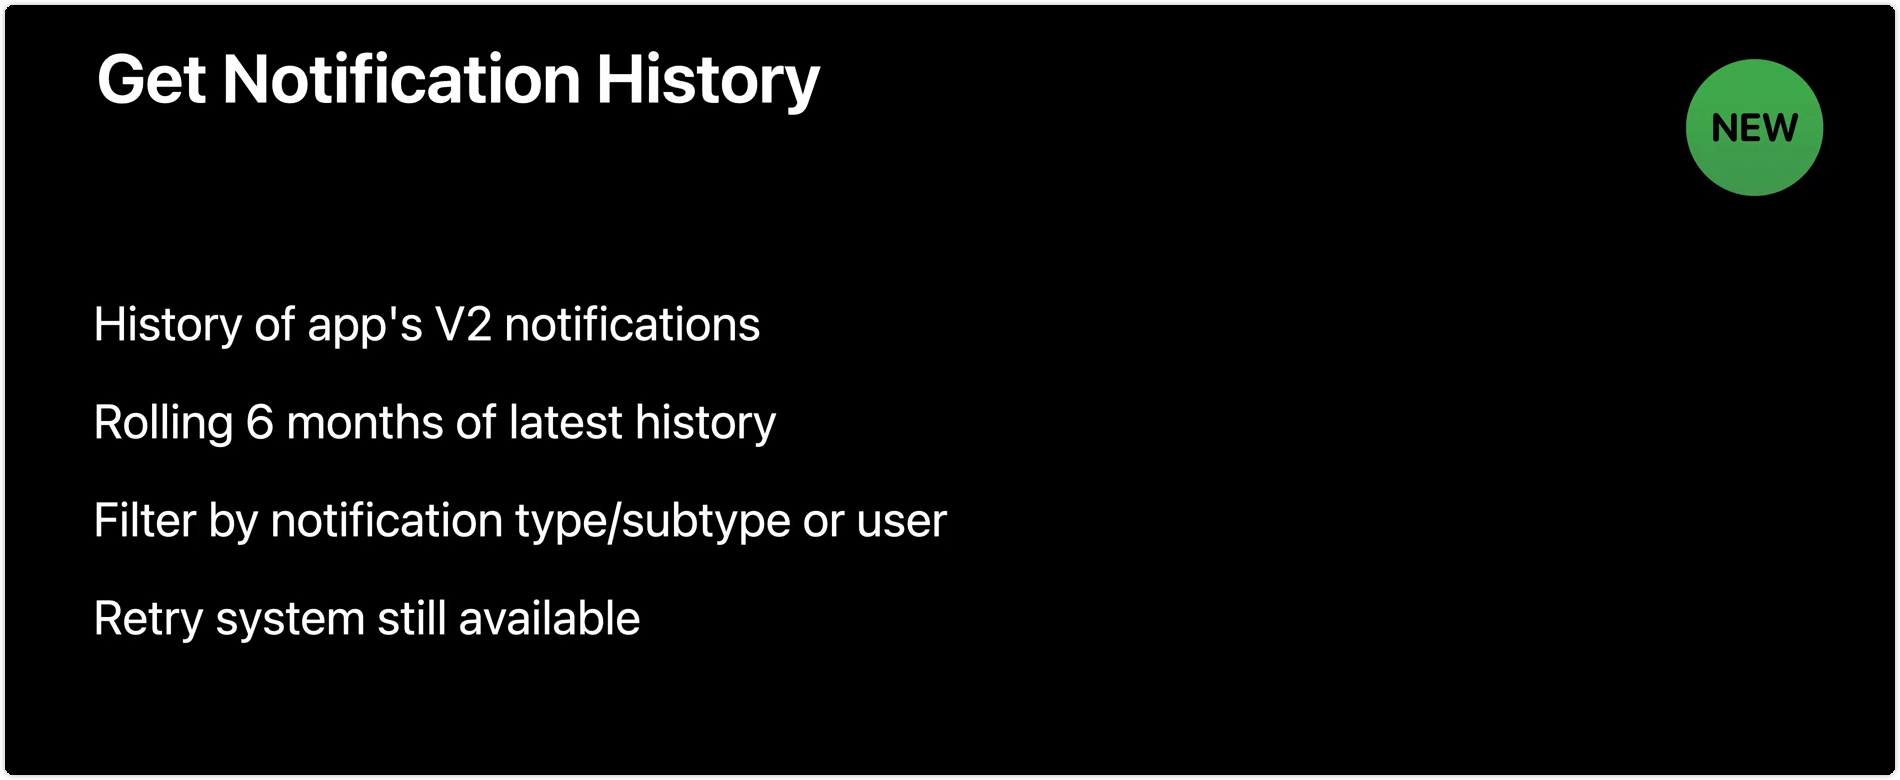 Get Notification History
NEW
History of app's V2 notifications
Rolling 6 months of latest history
Filter by notification type/subtype or user
Retry system still available